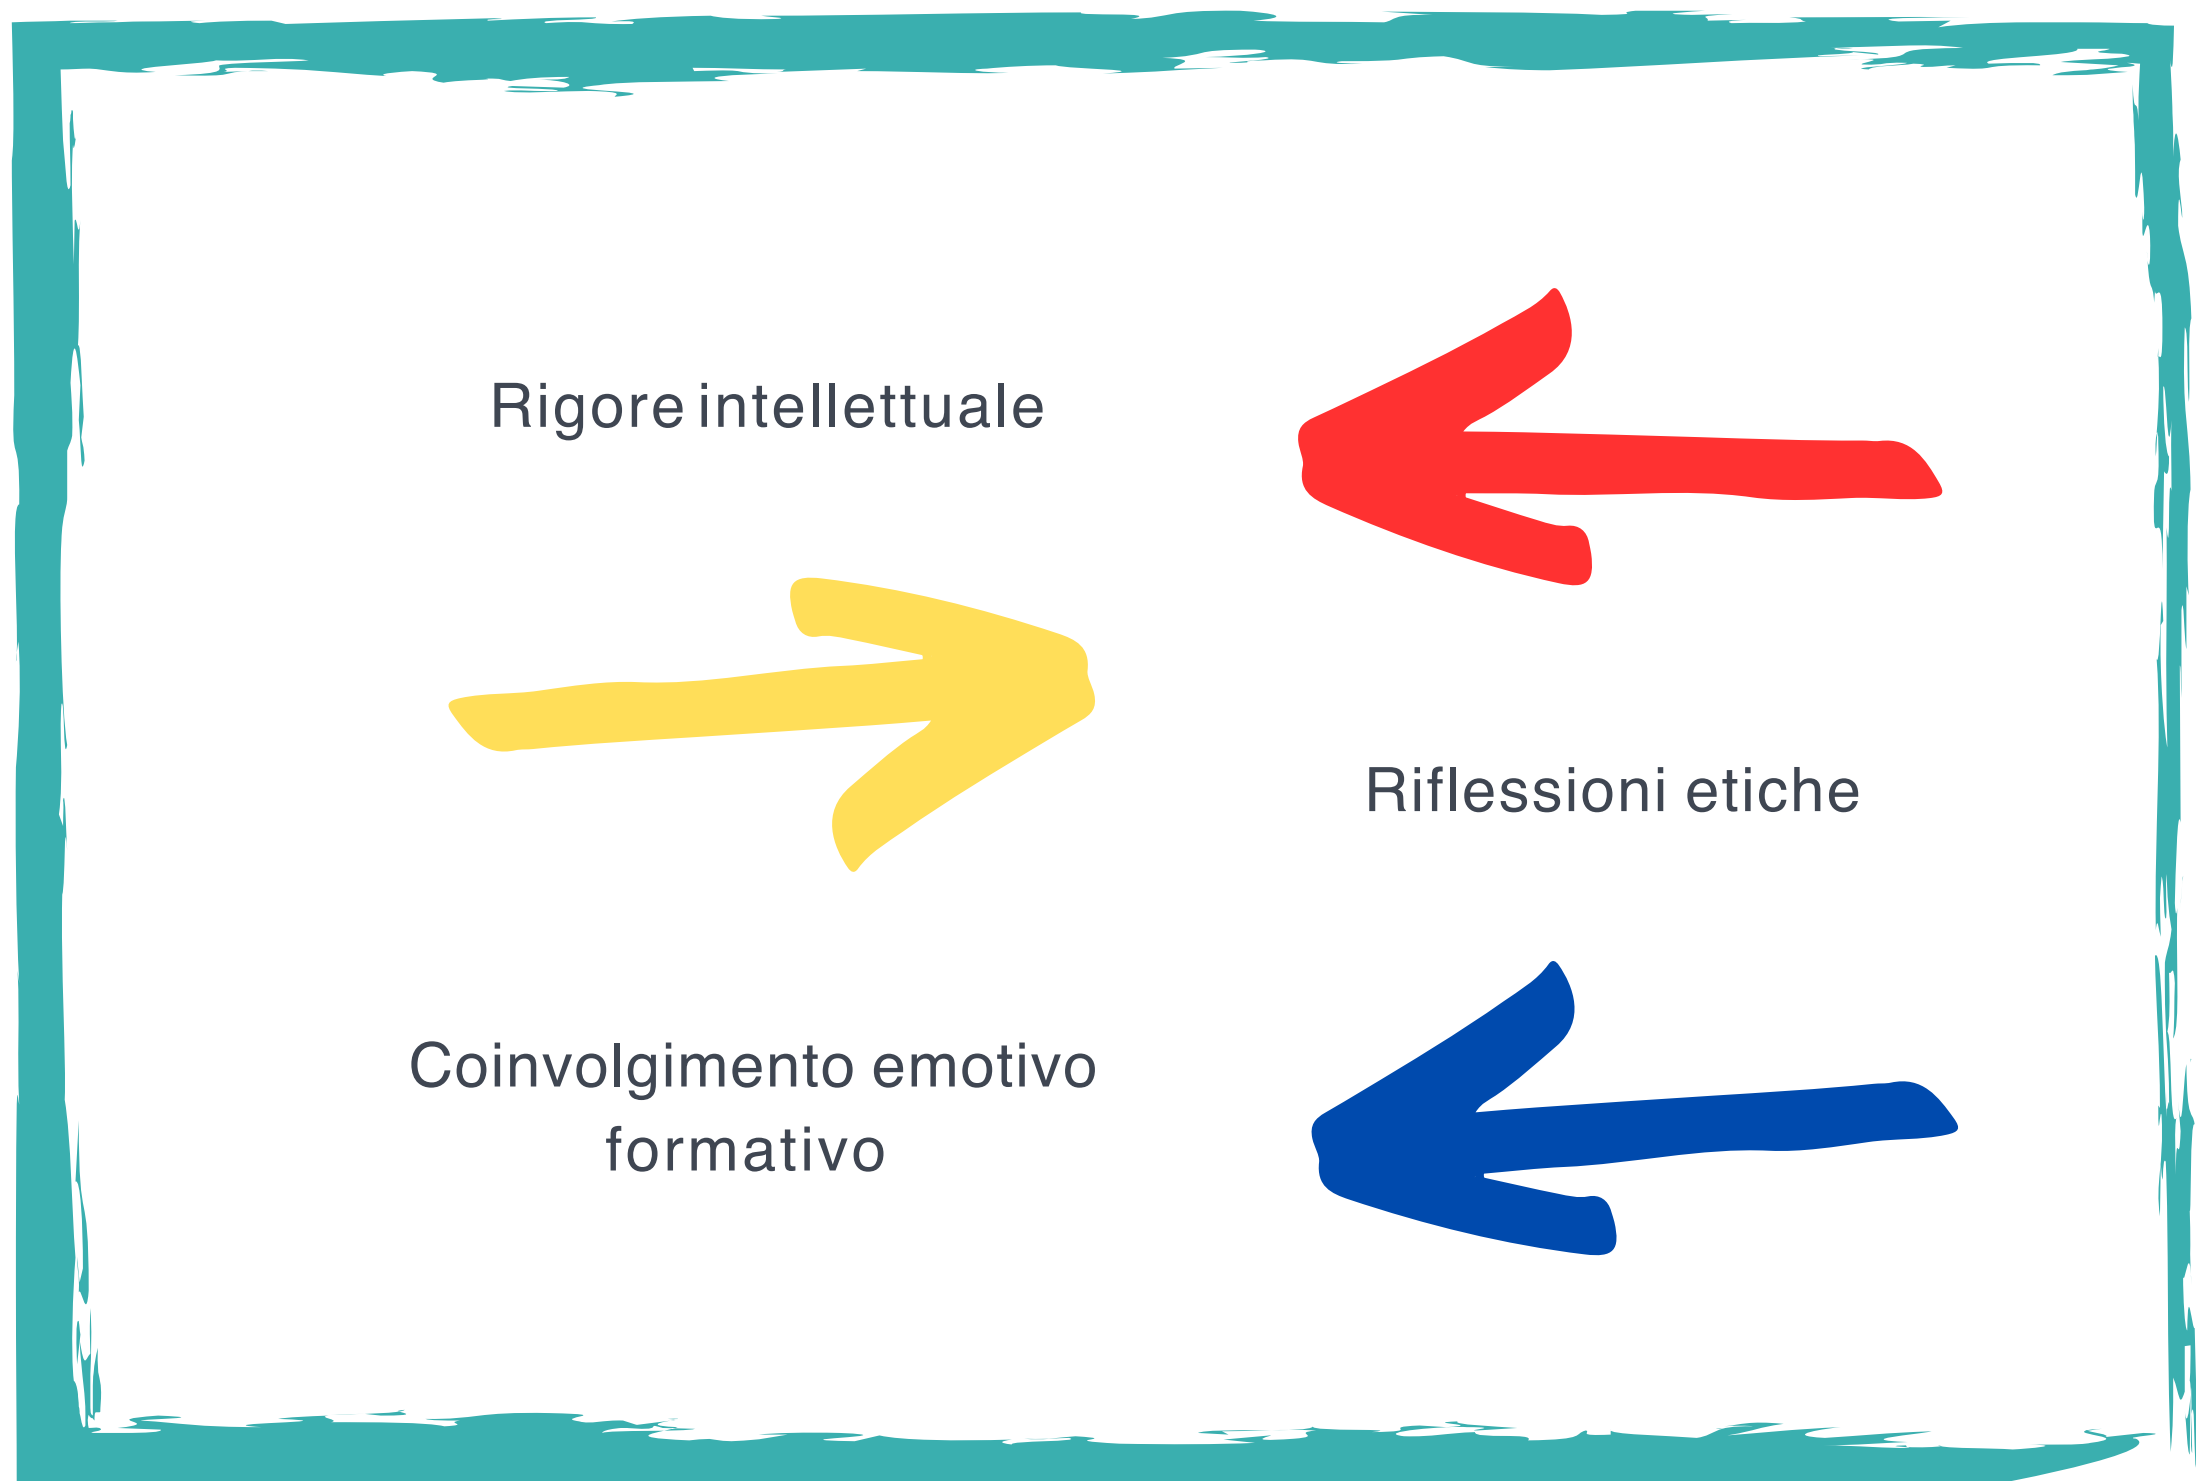 Rigore intellettuale
Riflessioni etiche
Coinvolgimento emotivo
formativo